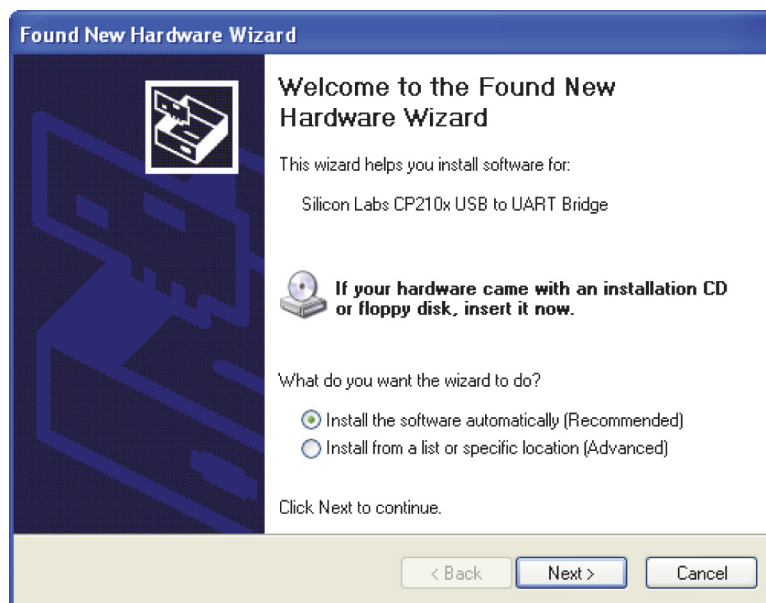 Found New Hardware Wizard
Welcome to the Found New
Hardware Wizard
This wizard helps you install software for:
Silicon Labs CP210x USB to UART Bridge
If your hardware came with an installation CD
or floppy disk, insert it now.
What do you want the wizard to do?
Install the software automatically (Recommended)
Install from a list or specific location (Advanced)
Click Next to continue.
< Back
Next >
Cancel